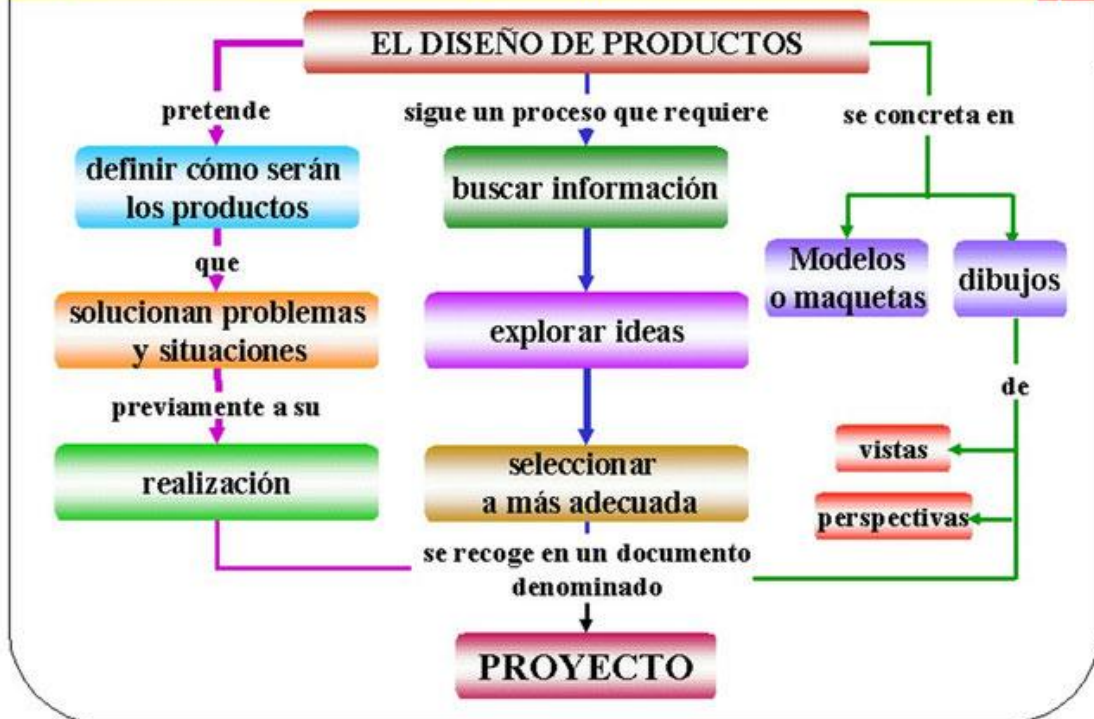 EL DISEÑO DE PRODUCTOS
pretende
definir cómo serán
los productos
que
solucionan problemas
y situaciones
previamente a su
realización
sigue un proceso que requiere
buscar información
explorar ideas
seleccionar
a más adecuada
se concreta en
Modelos
o maquetas
dibujos
de
vistas
perspectivas
se recoge en un documento
denominado
PROYECTO